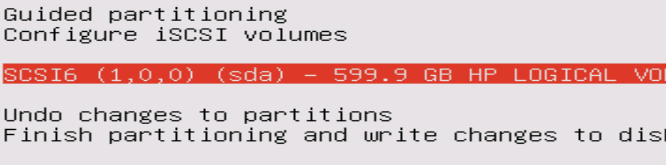 Guided partitioning
Configure iSCSI volumes
SCSI6 (1,0,0) (sda) - 599.9 GB HP LOGICAL
Undo changes to partitions
Finish partitioning and write changes to